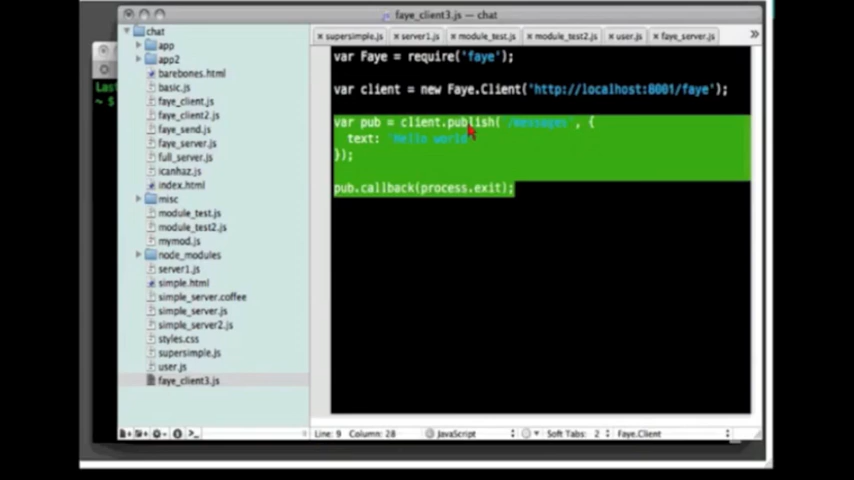 faye_client3.js — chat
supersimple.js server1.js module_test.js module_test2.js user.js faye_server.js »
chat
app
app2
barebones.html
basic.js
faye_client.js
faye_client2.js
faye_send.js
faye_server.js
full_server.js
icanhaz.js
index.html
misc
module_test.js
module_test2.js
mymod.js
node_modules
server1.js
simple.html
simple_server.coffee
simple_server.js
simple_server2.js
styles.css
supersimple.js
user.js
faye_client3.js
Last
~ $
var Faye = require('faye');
var client = new Faye.Client('http://localhost:8001/faye');
var pub = client.publish('/messages', {
text: 'Hello world'
});
pub.callback(process.exit);
Line: 9 Column: 28 JavaScript Soft Tabs: 2 Faye.Client